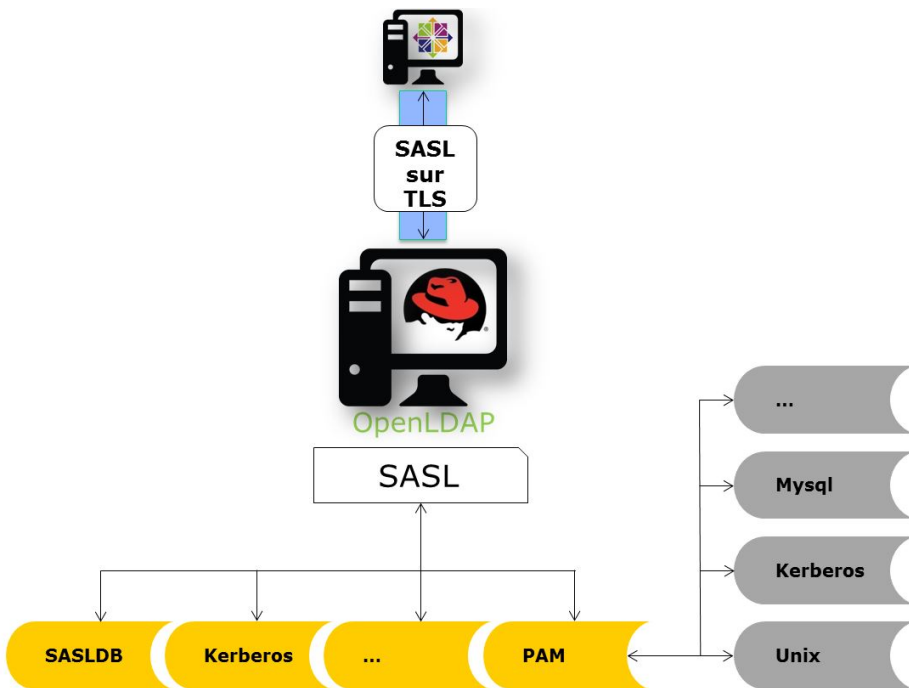 SASL
sur
TLS
OpenLDAP
SASL
...
Mysql
Kerberos
Unix
SASLDB
Kerberos
...
PAM